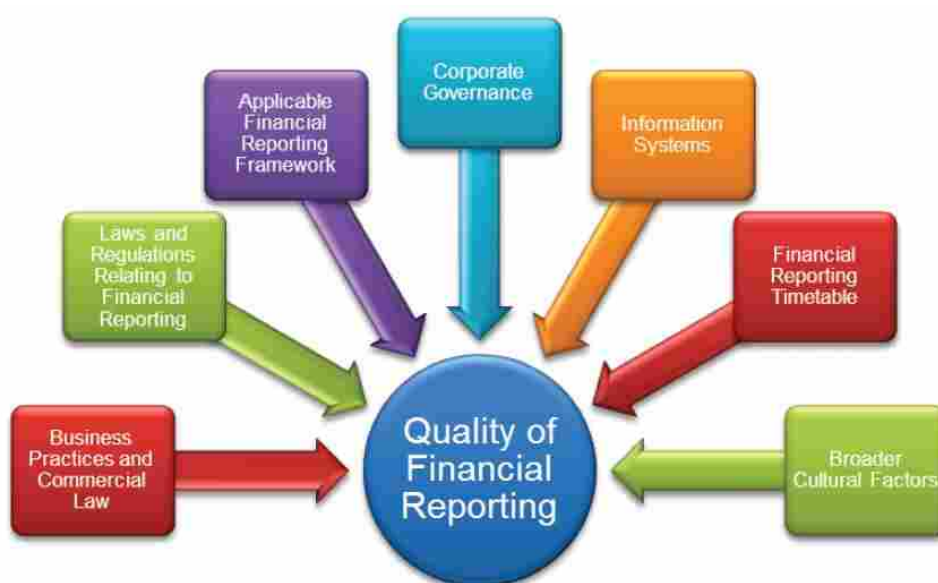 Corporate
Governance
Applicable
Financial
Reporting
Framework
Information
Systems
Laws and
Regulations
Relating to
Financial
Reporting
Financial
Reporting
Timetable
Business
Practices and
Commercial
Law
Quality of
Financial
Reporting
Broader
Cultural Factors